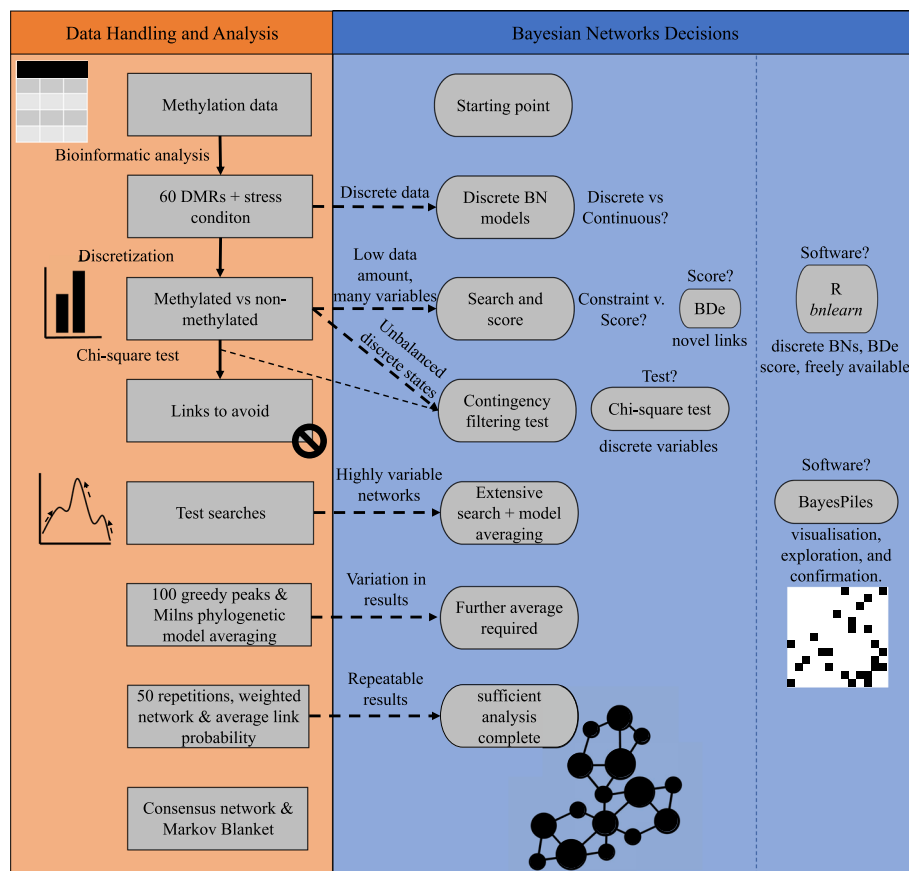 Data Handling and Analysis
Bayesian Networks Decisions
Methylation data
Starting point
Bioinformatic analysis
60 DMRs + stress
conditon
Discrete data
Discrete BN
models
Discrete vs
Continuous?
Discretization
Methylated vs non-
methylated
Low data
amount,
many variables
Search and
score
Constraint v.
Score?
Score?
BDe
novel links
Software?
R
bnlearn
discrete BNs, BDe
score, freely available
Chi-square test
Unbalanced
discrete states
Links to avoid
Contingency
filtering test
Test?
Chi-square test
discrete variables
Test searches
Highly variable
networks
Extensive
search + model
averaging
Software?
BayesPiles
visualisation,
exploration, and
confirmation.
100 greedy peaks &
Milns phylogenetic
model averaging
Variation in
results
Further average
required
50 repetitions, weighted
network & average link
probability
Repeatable
results
sufficient
analysis
complete
Consensus network &
Markov Blanket